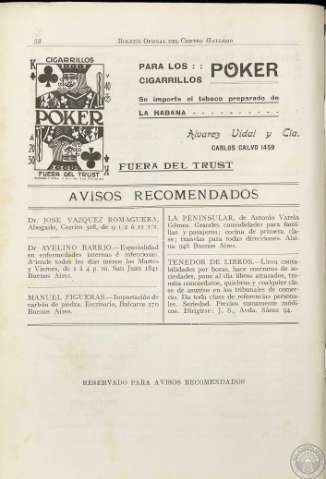 32
BOLETIN OFICIAL DEL CENTRO GALLEGO
CIGARRILLOS
POKER
FUERA DEL TRUST
PARA LOS : : POKER
CIGARRILLOS
Se importa el tabaco preparado de
LA HABANA
Alvarez Vidal y Cia.
CARLOS CALVO 1459
FUERA DEL TRUST
AVISOS RECOMENDADOS
Dr. JOSE VAZQUEZ ROMAGUERA,
Abogado, Cerrito 328, de 9 1/2 á 11 1/2.
Dr. AVELINO BARRIO.—Especialidad
en enfermedades internas é infecciosas.
Atiende todos los días menos los Martes
y Viernes, de 1 á 4 p. m. San Juan 1841
Buenos Aires.
MANUEL FIGUERAS.—Importación de
carbón de piedra. Escritorio, Balcarce 270
Buenos Aires.
LA PENINSULAR, de Antonio Varela
Gómez. Grandes comodidades para fami-
lias y pasajeros; cocina de primera cla-
se; tranvías para todas direcciones. Al-
sina 946 Buenos Aires.
TENEDOR DE LIBROS.—Lleva conta-
bilidades por horas, hace contratos de so-
ciedades, pone al día libros atrasados, tra-
mita concordatos, quiebras y cualquier cla-
se de asuntos en los tribunales de comer-
cio. Da toda clase de referencias persona-
les. Seriedad. Precios sumamente módi-
cos. Dirigirse: J. S., Avda. Sáenz 54.
RESERVADO PARA AVISOS RECOMENDADOS